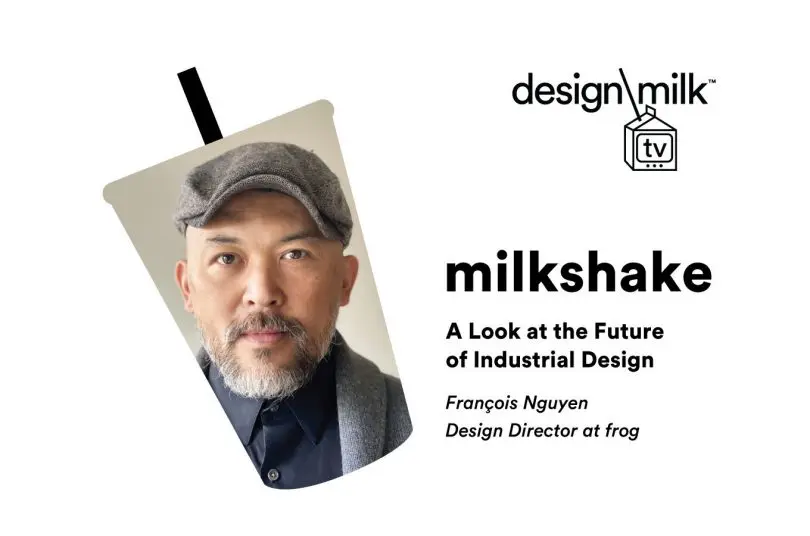 design\milk™
tv
milkshake
A Look at the Future
of Industrial Design
François Nguyen
Design Director at frog